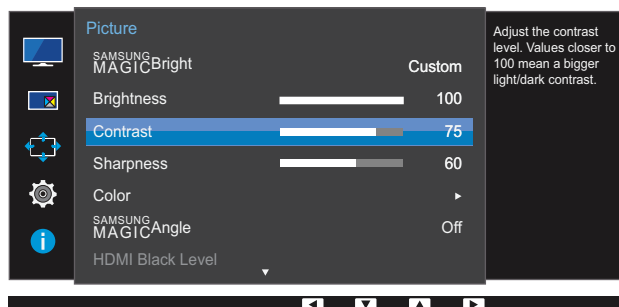 Picture
SAMSUNG
MAGICBright Custom
Brightness 100
Contrast 75
Sharpness 60
Color
SAMSUNG
MAGICAngle Off
HDMI Black Level
Adjust the contrast
level. Values closer to
100 mean a bigger
light/dark contrast.